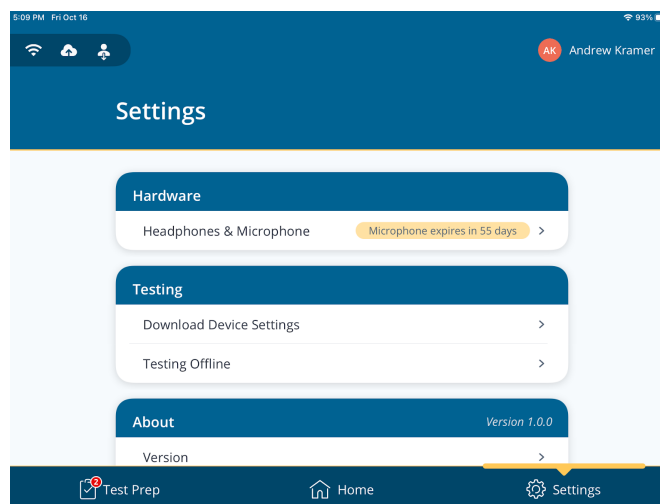 5:09 PM Fri Oct 16 93%
AK Andrew Kramer
Settings
Hardware
Headphones & Microphone Microphone expires in 55 days
Testing
Download Device Settings
Testing Offline
About Version 1.0.0
Version
2 Test Prep Home Settings